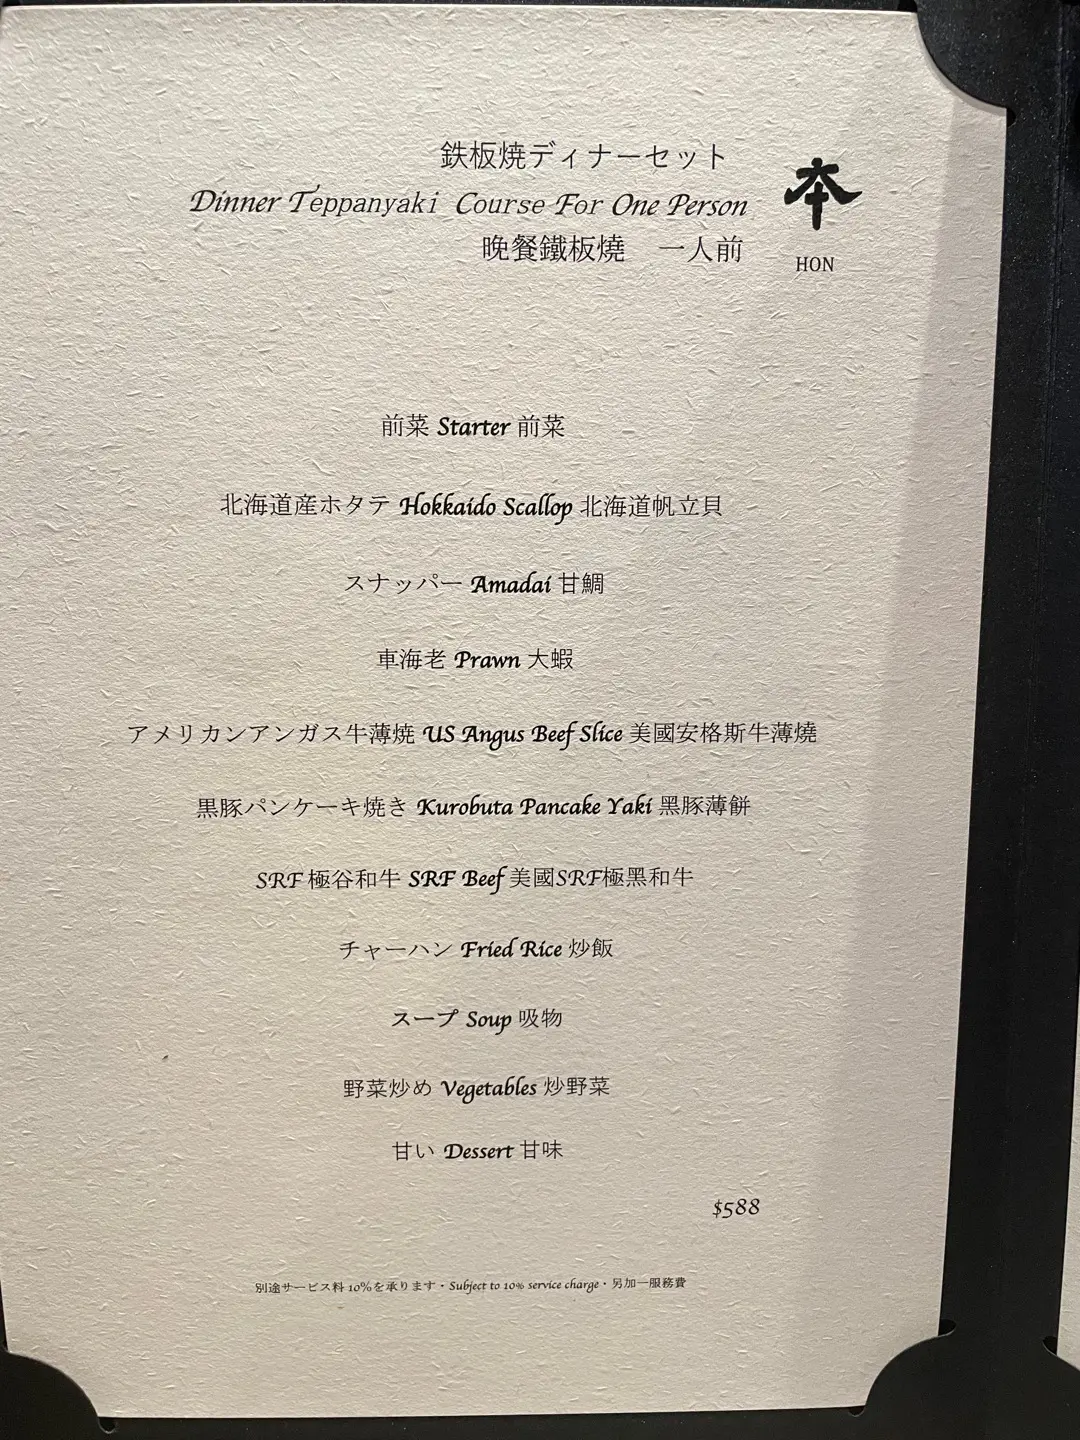 鉄板焼ディナーセット
Dinner Teppanyaki Course For One Person
晩餐鐵板燒 一人前
本
HON
前菜 Starter 前菜
北海道産ホタテ Hokkaido Scallop 北海道帆立貝
スナッパー Amadai 甘鯛
車海老 Prawn 大蝦
アメリカンアンガス牛薄焼 US Angus Beef Slice 美國安格斯牛薄燒
黒豚パンケーキ焼き Kurobuta Pancake Yaki 黑豚薄餅
SRF 極谷和牛 SRF Beef 美國SRF極黑和牛
チャーハン Fried Rice 炒飯
スープ Soup 吸物
野菜炒め Vegetables 炒野菜
甘い Dessert 甘味
$588
別途サービス料 10%を承ります・Subject to 10% service charge・另加一服務費